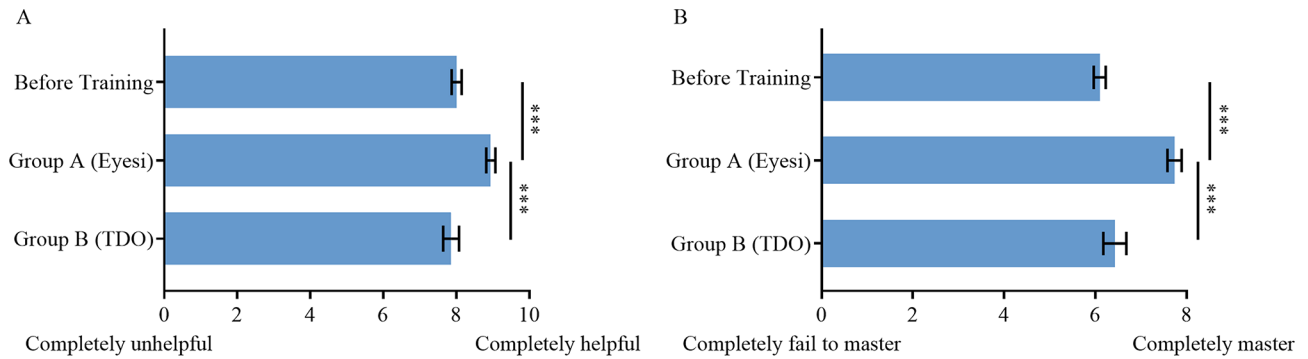 A
Before Training
Group A (Eyesi)
Group B (TDO)
***
***
0 2 4 6 8 10
Completely unhelpful Completely helpful
B
Before Training
Group A (Eyesi)
Group B (TDO)
***
***
0 2 4 6 8
Completely fail to master Completely master